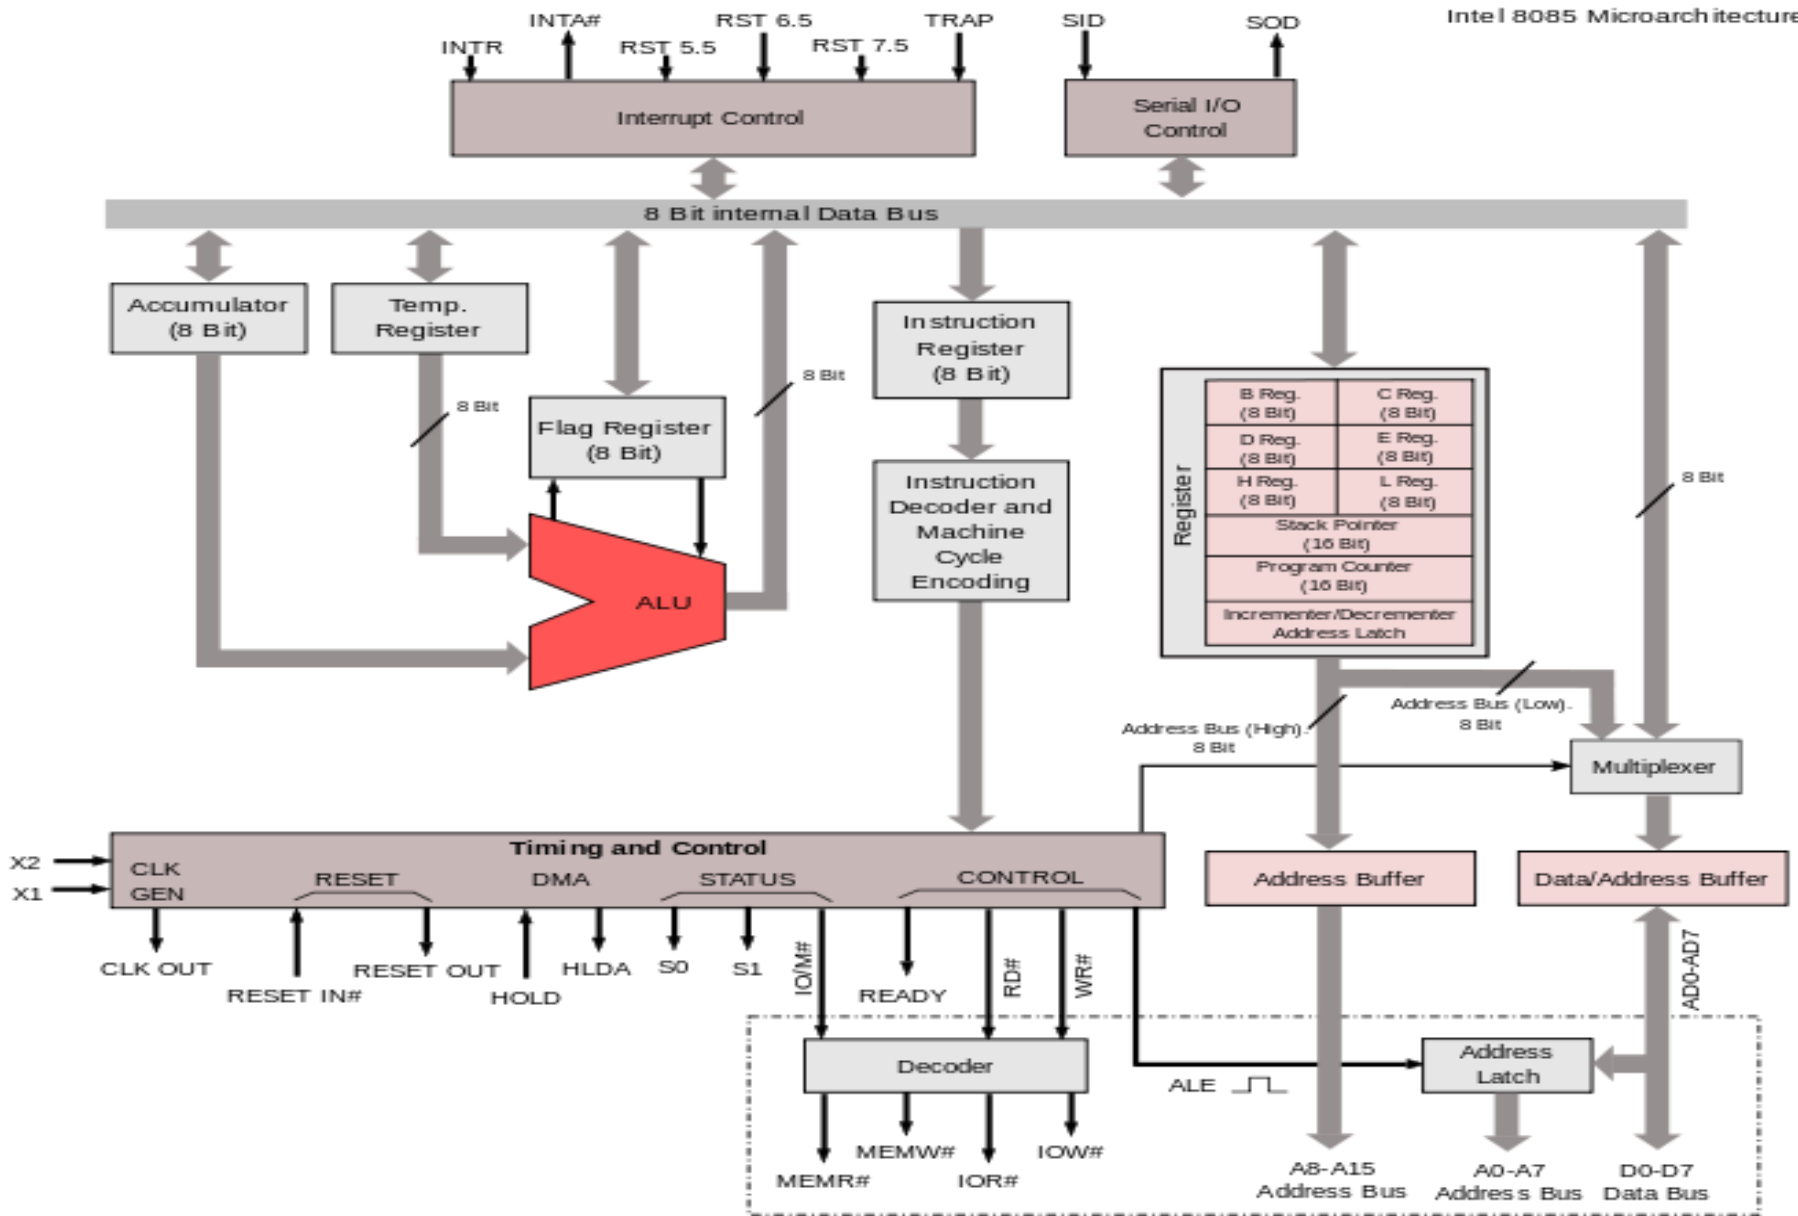 Intel 8085 Microarchitecture
INTA#
RST 6.5
TRAP
SID
SOD
INTR
RST 5.5
RST 7.5
Interrupt Control
Serial I/O
Control
8 Bit internal Data Bus
Accumulator
(8 Bit)
Temp.
Register
8 Bit
Flag Register
(8 Bit)
8 Bit
ALU
Instruction
Register
(8 Bit)
Instruction
Decoder and
Machine
Cycle
Encoding
Register
B Reg.
(8 Bit)
C Reg.
(8 Bit)
D Reg.
(8 Bit)
E Reg.
(8 Bit)
H Reg.
(8 Bit)
L Reg.
(8 Bit)
Stack Pointer
(16 Bit)
Program Counter
(16 Bit)
Incrementer/Decrementer
Address Latch
8 Bit
Address Bus (High).
8 Bit
Address Bus (Low).
8 Bit
Multiplexer
Timing and Control
X2
X1
CLK
GEN
RESET
DMA
STATUS
CONTROL
Address Buffer
Data/Address Buffer
CLK OUT
RESET IN#
RESET OUT
HOLD
HLDA
S0
S1
IO/M#
READY
RD#
WR#
AD0-AD7
Decoder
ALE
Address
Latch
MEMR#
MEMW#
IOR#
IOW#
A8-A15
Address Bus
A0-A7
Address Bus
D0-D7
Data Bus